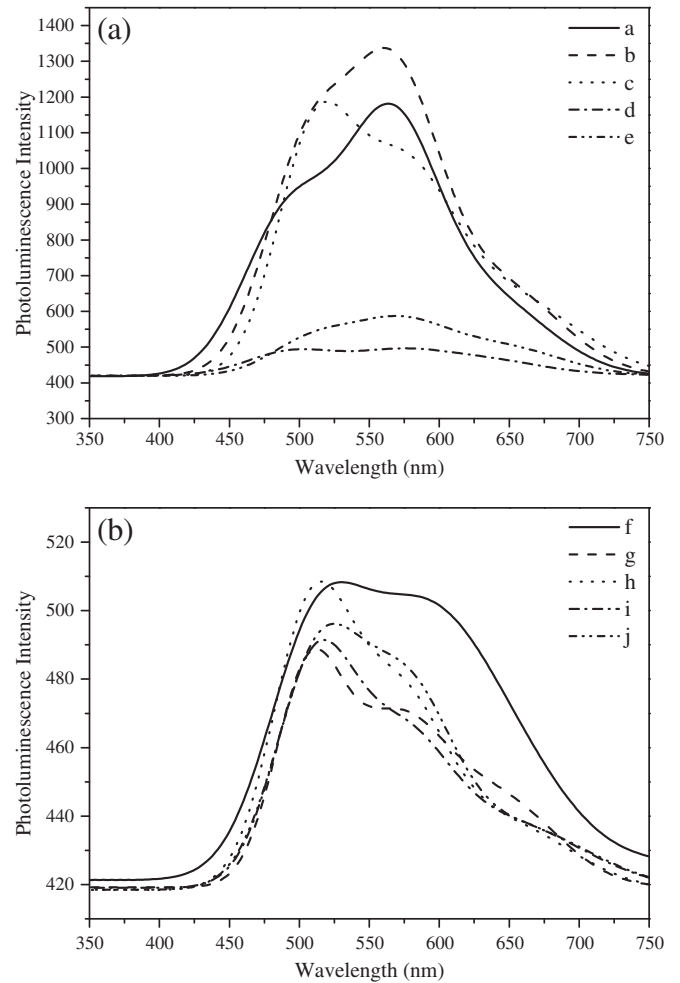 (a)
a
b
c
d
e
1400
1300
1200
1100
1000
900
800
700
600
500
400
300
Photoluminescence Intensity
350 400 450 500 550 600 650 700 750
Wavelength (nm)
(b)
f
g
h
i
j
520
500
480
460
440
420
Photoluminescence Intensity
350 400 450 500 550 600 650 700 750
Wavelength (nm)